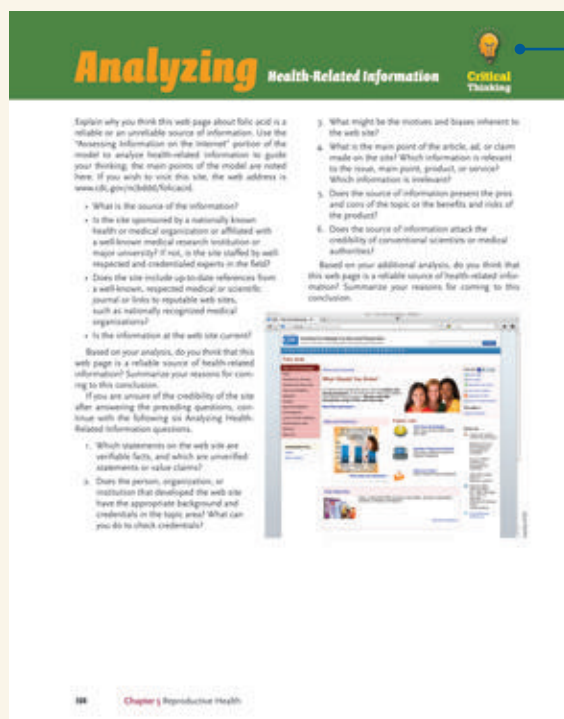 Analyzing Health-Related Information
Critical
Thinking
Explain why you think this web page about folic acid is a
reliable or an unreliable source of information. Use the
"Assessing Information on the Internet" portion of the
model to analyze health-related information to guide
your thinking; the main points of the model are noted
here. If you wish to visit this site, the web address is
www.cdc.gov/ncbddd/folicacid.
• What is the source of the information?
• Is the site sponsored by a nationally known
health or medical organization or affiliated with
a well-known medical research institution or
major university? If not, is the site staffed by well-
respected and credentialed experts in the field?
• Does the site include up-to-date references from
a well-known, respected medical or scientific
journal or links to reputable web sites,
such as nationally recognized medical
organizations?
• Is the information at the web site current?
Based on your analysis, do you think that this
web page is a reliable source of health-related
information? Summarize your reasons for com-
ing to this conclusion.
If you are unsure of the credibility of the site
after answering the preceding questions, con-
tinue with the following six Analyzing Health-
Related Information questions.
1. Which statements on the web site are
verifiable facts, and which are unverified
statements or value claims?
2. Does the person, organization, or
institution that developed the web site
have the appropriate background and
credentials in the topic area? What can
you do to check credentials?
3. What might be the motives and biases inherent to
the web site?
4. What is the main point of the article, ad, or claim
made on the site? Which information is relevant
to the issue, main point, product, or service?
Which information is irrelevant?
5. Does the source of information present the pros
and cons of the topic or the benefits and risks of
the product?
6. Does the source of information attack the
credibility of conventional scientists or medical
authorities?
Based on your additional analysis, do you think that
this web page is a reliable source of health-related infor-
mation? Summarize your reasons for coming to this
conclusion.
Folic Acid
What Should You Know?
Chapter 5 Reproductive Health